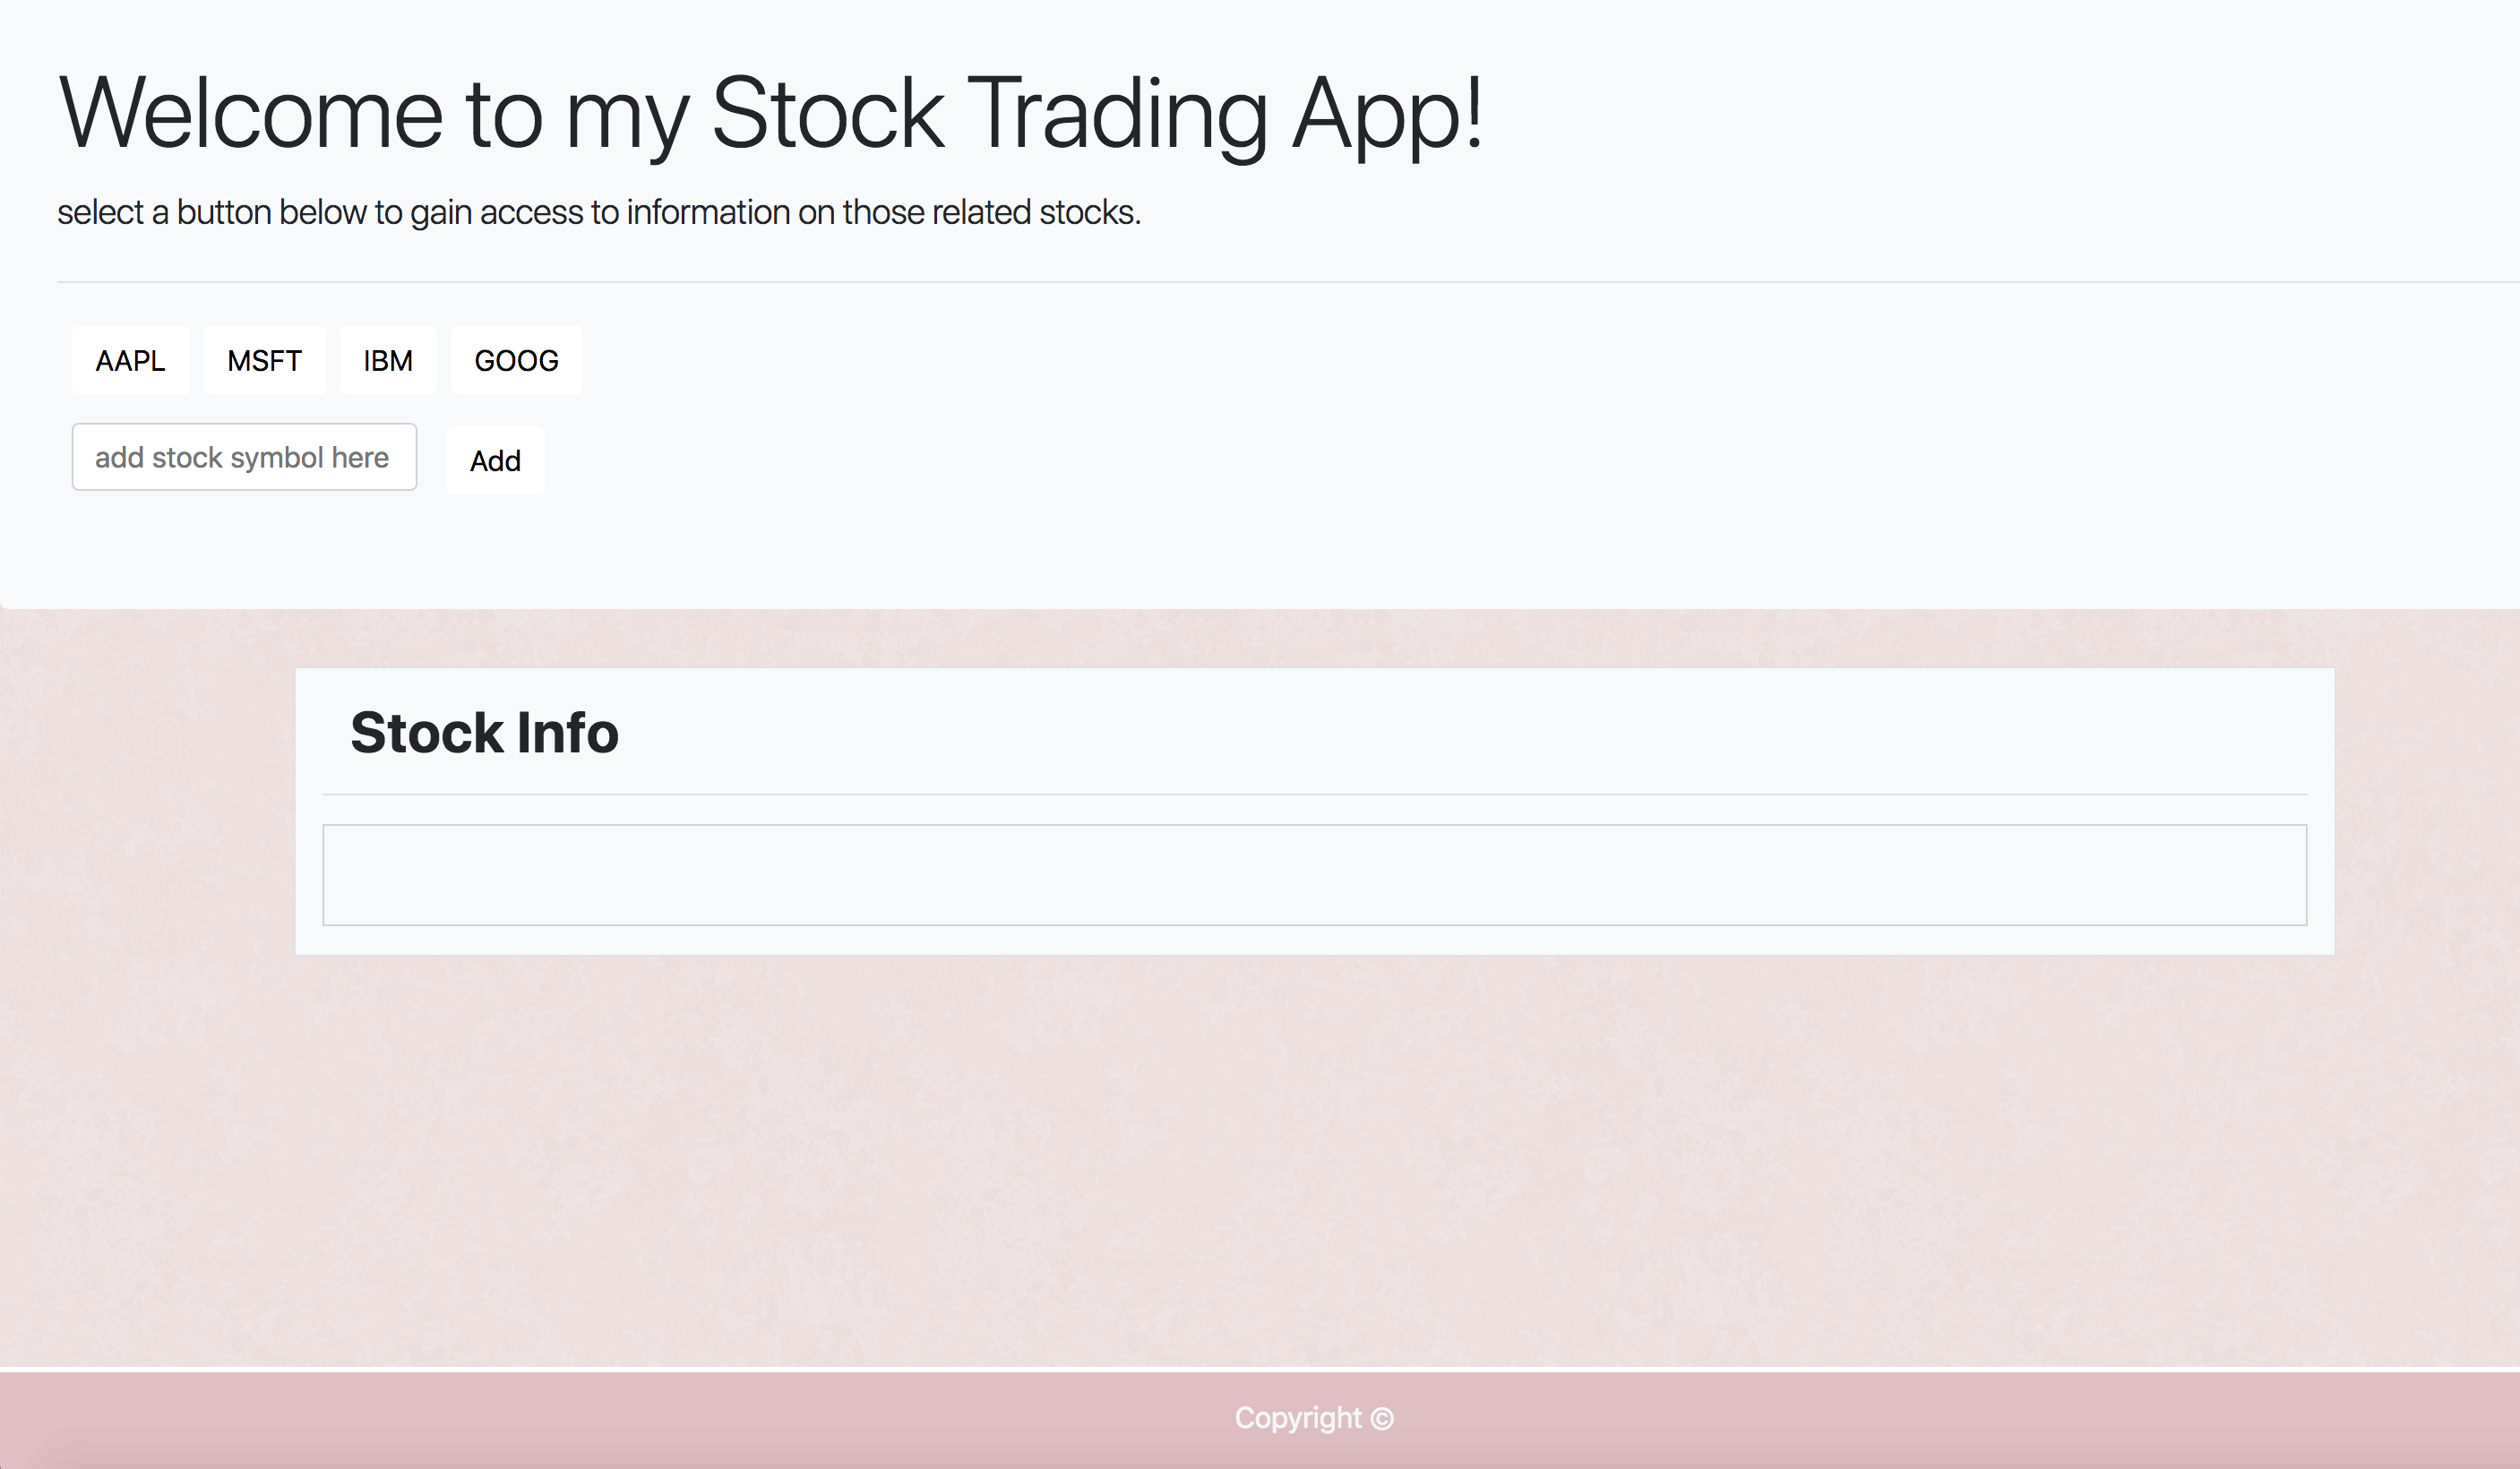 Welcome to my Stock Trading App!
select a button below to gain access to information on those related stocks.
AAPL MSFT IBM GOOG
add stock symbol here Add
Stock Info
Copyright ©